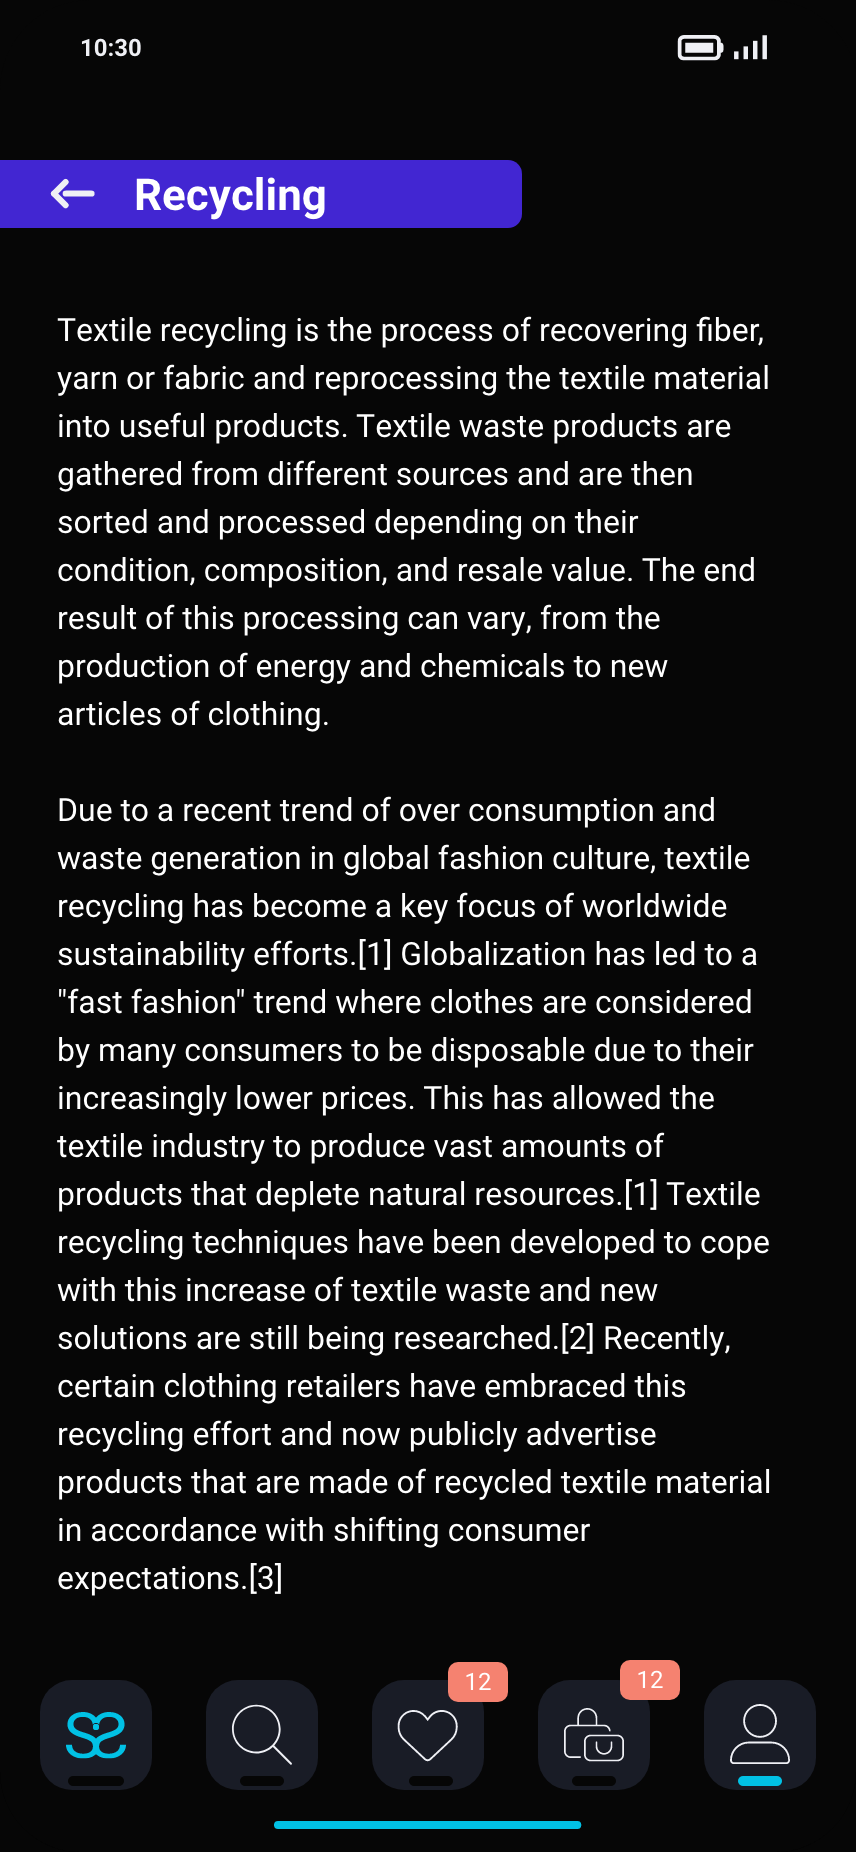 10:30
Recycling
Textile recycling is the process of recovering fiber,
yarn or fabric and reprocessing the textile material
into useful products. Textile waste products are
gathered from different sources and are then
sorted and processed depending on their
condition, composition, and resale value. The end
result of this processing can vary, from the
production of energy and chemicals to new
articles of clothing.
Due to a recent trend of over consumption and
waste generation in global fashion culture, textile
recycling has become a key focus of worldwide
sustainability efforts.[1] Globalization has led to a
"fast fashion" trend where clothes are considered
by many consumers to be disposable due to their
increasingly lower prices. This has allowed the
textile industry to produce vast amounts of
products that deplete natural resources.[1] Textile
recycling techniques have been developed to cope
with this increase of textile waste and new
solutions are still being researched.[2] Recently,
certain clothing retailers have embraced this
recycling effort and now publicly advertise
products that are made of recycled textile material
in accordance with shifting consumer
expectations.[3]
12
12